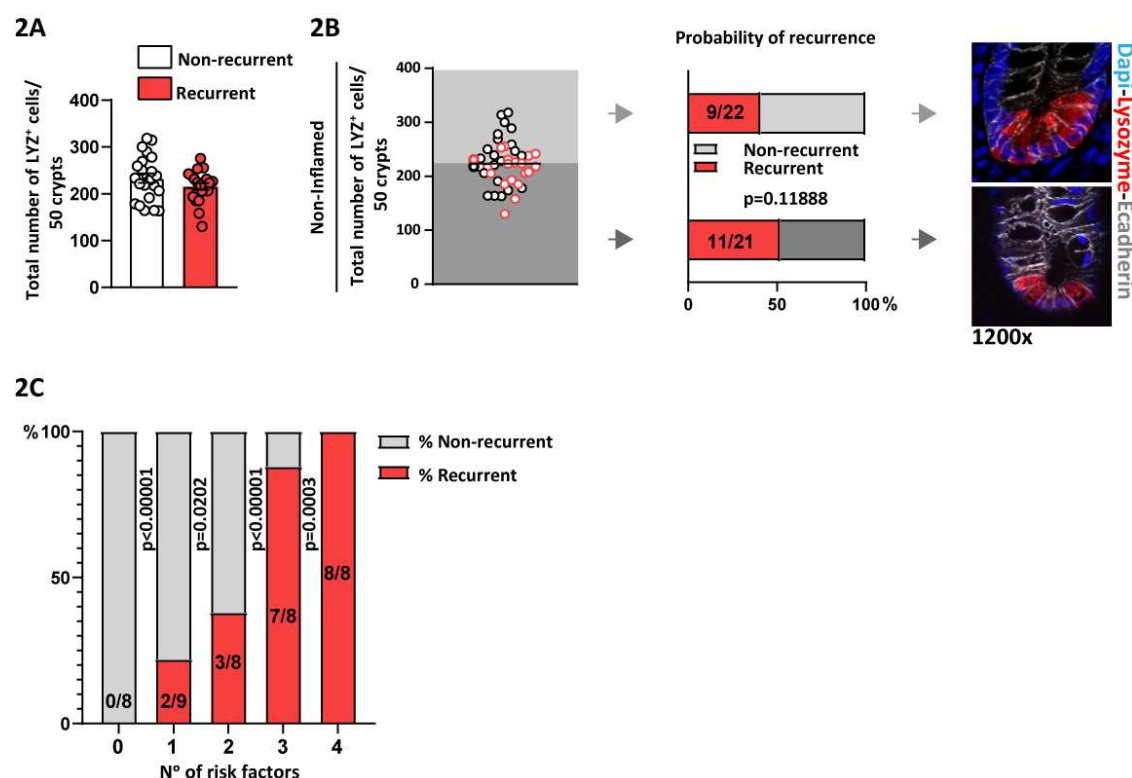 2A
Non-recurrent
Recurrent
Total number of LYZ⁺ cells/
50 crypts
400
300
200
100
0
2B
Non-Inflamed
Total number of LYZ⁺ cells/
50 crypts
400
300
200
100
0
Probability of recurrence
9/22
Non-recurrent
Recurrent
p=0.11888
11/21
0
50
100 %
Dapi-Lysozyme-Ecadherin
1200x
2C
% 100
50
0
0/8
p<0.00001
2/9
p=0.0202
3/8
p<0.00001
7/8
p=0.0003
8/8
0
1
2
3
4
N° of risk factors
% Non-recurrent
% Recurrent